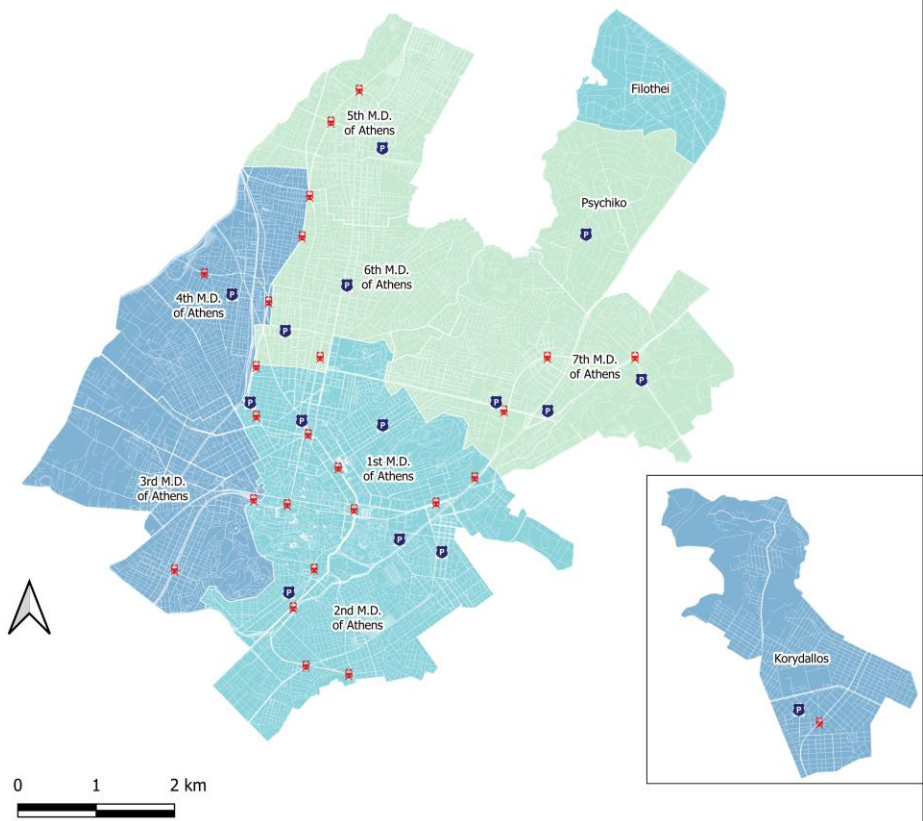 Filothei
5th M.D.
of Athens
P
Psychiko
P
6th M.D.
of Athens
P
4th M.D.
of Athens
P
P
7th M.D.
of Athens
P
P
P
P
P
P
1st M.D.
of Athens
3rd M.D.
of Athens
P
P
P
2nd M.D.
of Athens
Korydallos
P
0 1 2 km